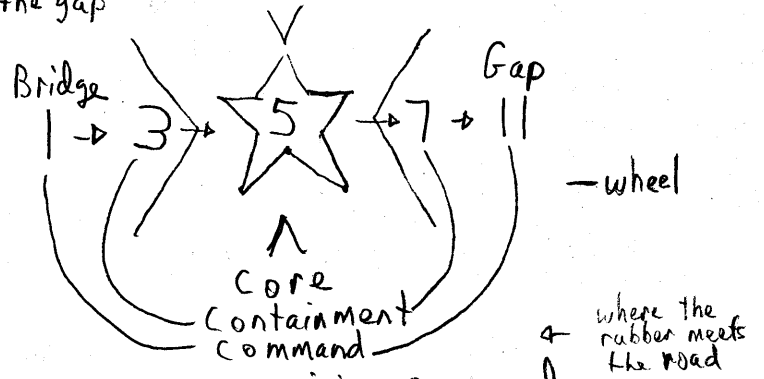 the gap
Bridge
Gap
1 → 3 → 5 → 7 → 11
— wheel
Core
Containment
Command
← where the
rubber meets
the road